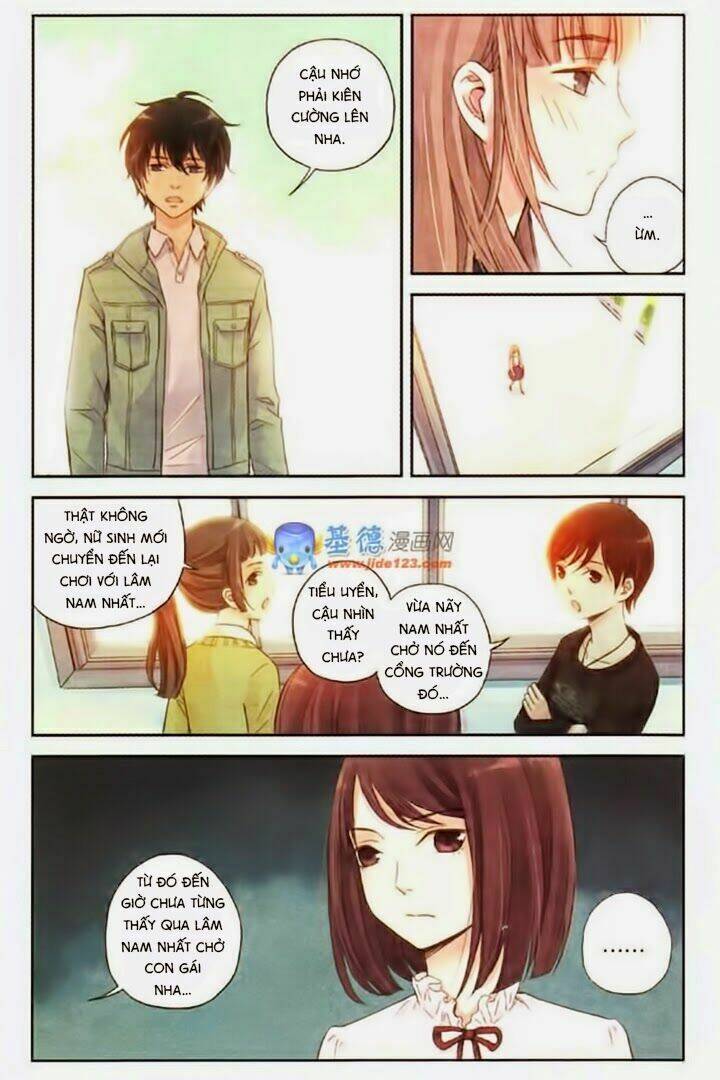 CẬU NHỚ
PHẢI KIÊN
CƯỜNG LÊN
NHA.
...
ỪM.
THẬT KHÔNG
NGỜ, NỮ SINH MỚI
CHUYỂN ĐẾN LẠI
CHƠI VỚI LÂM
NAM NHẤT...
基德漫画网
www.jide123.com
TIỂU UYỂN,
CẬU NHÌN
THẤY
CHƯA?
VỪA NÃY
NAM NHẤT
CHỞ NÓ ĐẾN
CỔNG TRƯỜNG
ĐÓ...
TỪ ĐÓ ĐẾN
GIỜ CHƯA TỪNG
THẤY QUA LÂM
NAM NHẤT CHỞ
CON GÁI
NHA...
......